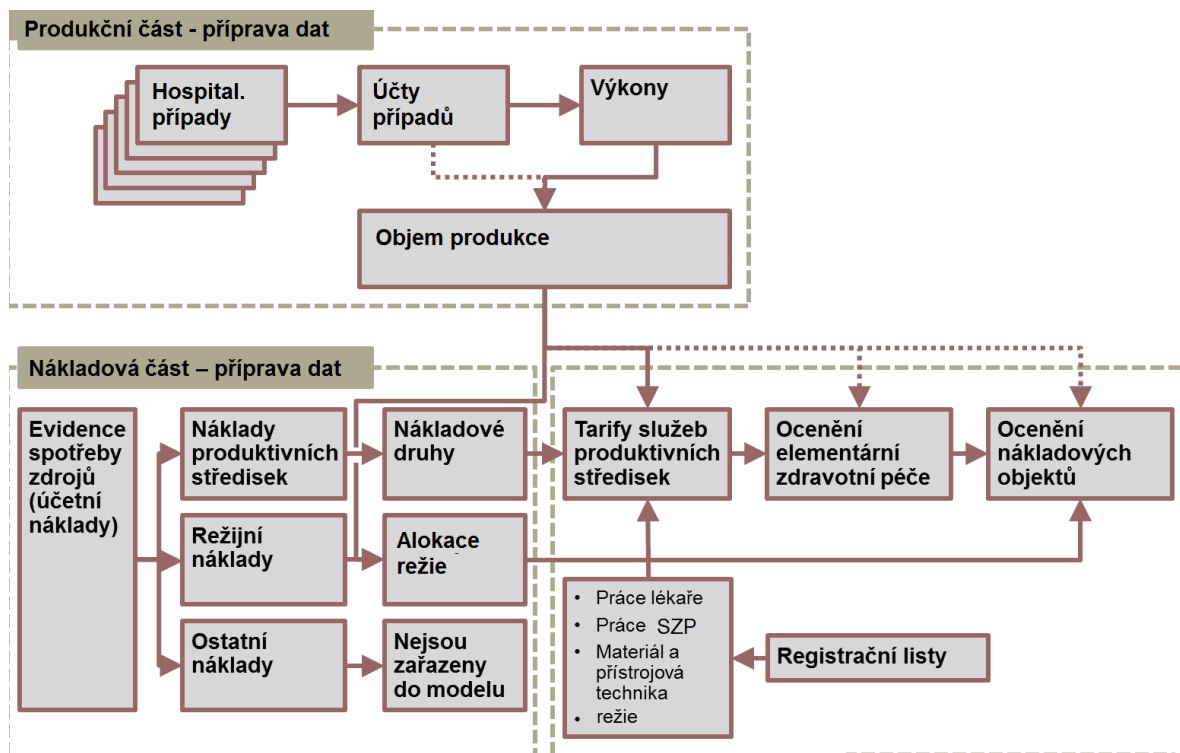 Produkční část - příprava dat
Hospital.
případy
Účty
případů
Výkony
Objem produkce
Nákladová část – příprava dat
Evidence
spotřeby
zdrojů
(účetní
náklady)
Náklady
produktivních
středisek
Nákladové
druhy
Tarify služeb
produktivních
středisek
Ocenění
elementární
zdravotní péče
Ocenění
nákladových
objektů
Režijní
náklady
Alokace
režie
Ostatní
náklady
Nejsou
zařazeny
do modelu
• Práce lékaře
• Práce SZP
• Materiál a
přístrojová
technika
• režie
Registrační listy